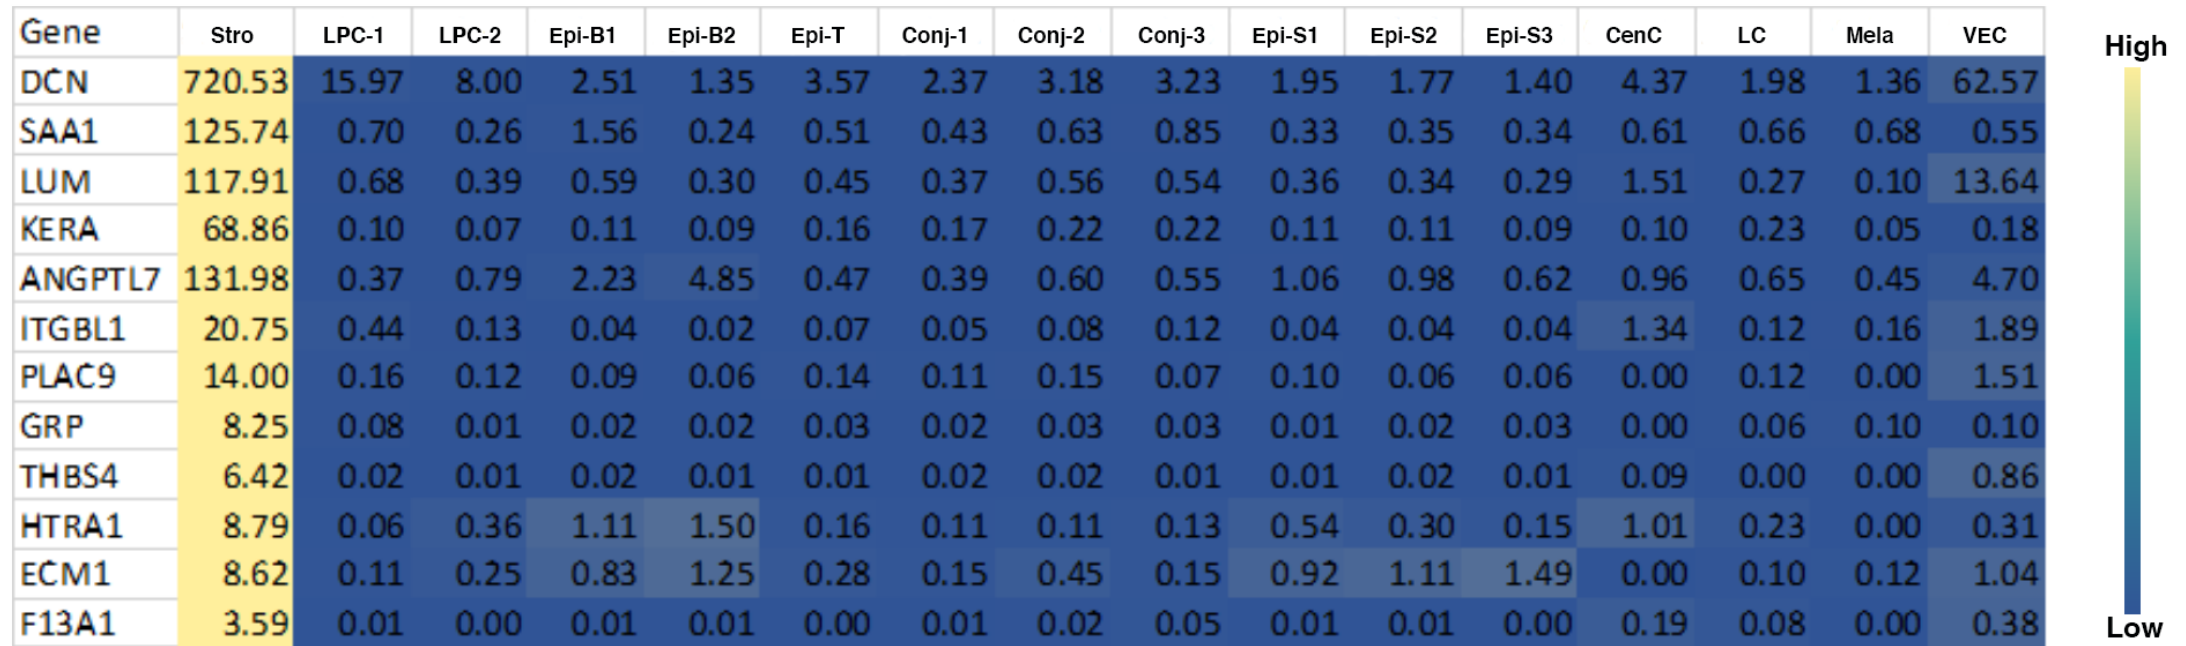 Gene Stro LPC-1 LPC-2 Epi-B1 Epi-B2 Epi-T Conj-1 Conj-2 Conj-3 Epi-S1 Epi-S2 Epi-S3 CenC LC Mela VEC
DCN 720.53 15.97 8.00 2.51 1.35 3.57 2.37 3.18 3.23 1.95 1.77 1.40 4.37 1.98 1.36 62.57
SAA1 125.74 0.70 0.26 1.56 0.24 0.51 0.43 0.63 0.85 0.33 0.35 0.34 0.61 0.66 0.68 0.55
LUM 117.91 0.68 0.39 0.59 0.30 0.45 0.37 0.56 0.54 0.36 0.34 0.29 1.51 0.27 0.10 13.64
KERA 68.86 0.10 0.07 0.11 0.09 0.16 0.17 0.22 0.22 0.11 0.11 0.09 0.10 0.23 0.05 0.18
ANGPTL7 131.98 0.37 0.79 2.23 4.85 0.47 0.39 0.60 0.55 1.06 0.98 0.62 0.96 0.65 0.45 4.70
ITGBL1 20.75 0.44 0.13 0.04 0.02 0.07 0.05 0.08 0.12 0.04 0.04 0.04 1.34 0.12 0.16 1.89
PLAC9 14.00 0.16 0.12 0.09 0.06 0.14 0.11 0.15 0.07 0.10 0.06 0.06 0.00 0.12 0.00 1.51
GRP 8.25 0.08 0.01 0.02 0.02 0.03 0.02 0.03 0.03 0.01 0.02 0.03 0.00 0.06 0.10 0.10
THBS4 6.42 0.02 0.01 0.02 0.01 0.01 0.02 0.02 0.01 0.01 0.02 0.01 0.09 0.00 0.00 0.86
HTRA1 8.79 0.06 0.36 1.11 1.50 0.16 0.11 0.11 0.13 0.54 0.30 0.15 1.01 0.23 0.00 0.31
ECM1 8.62 0.11 0.25 0.83 1.25 0.28 0.15 0.45 0.15 0.92 1.11 1.49 0.00 0.10 0.12 1.04
F13A1 3.59 0.01 0.00 0.01 0.01 0.00 0.01 0.02 0.05 0.01 0.01 0.00 0.19 0.08 0.00 0.38
High
Low